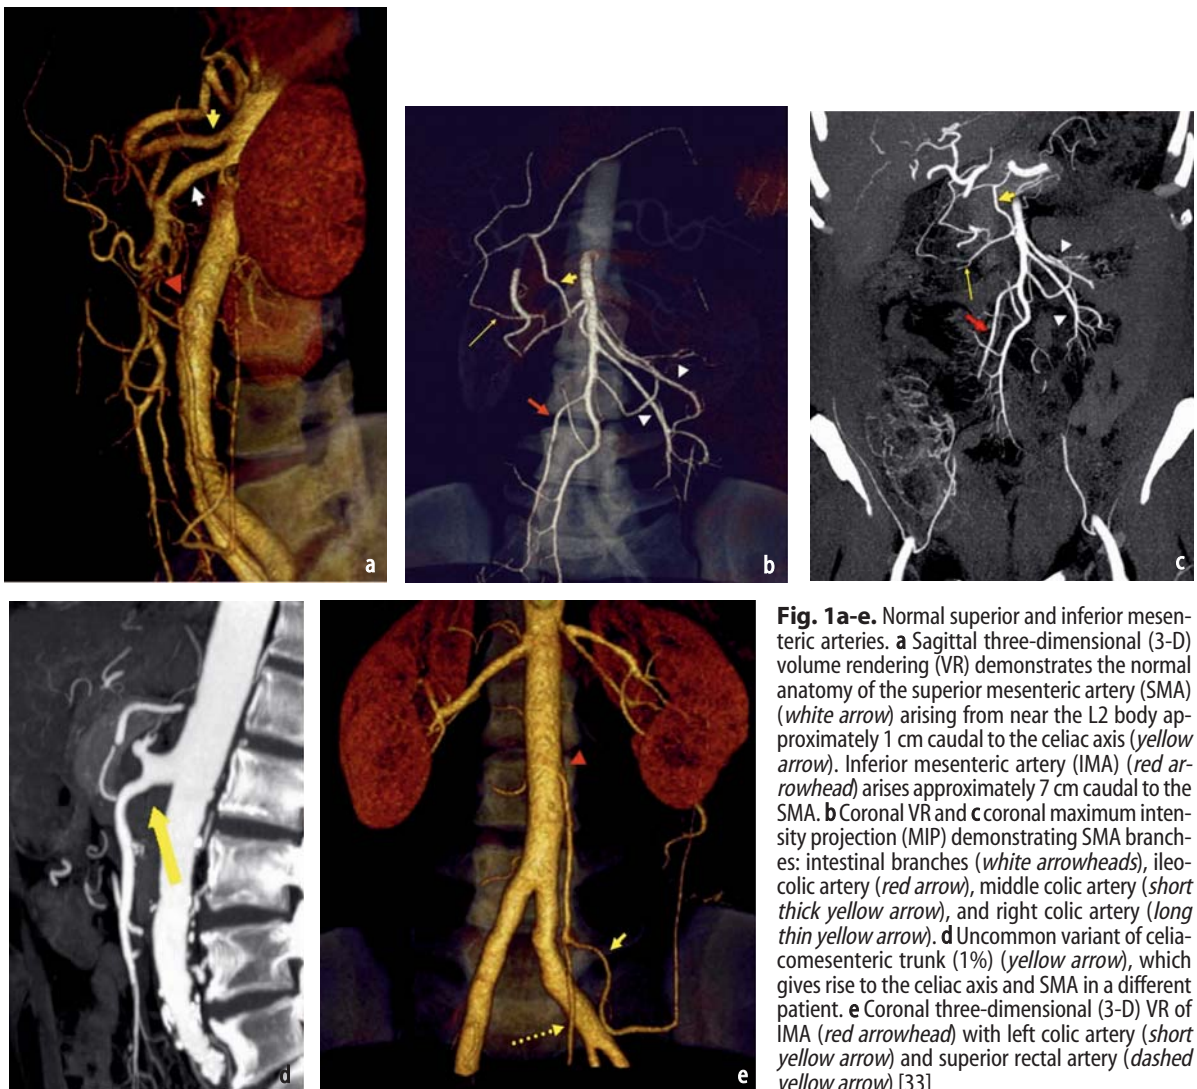 a
b
c
d
e
Fig. 1a-e. Normal superior and inferior mesen-
teric arteries. a Sagittal three-dimensional (3-D)
volume rendering (VR) demonstrates the normal
anatomy of the superior mesenteric artery (SMA)
(white arrow) arising from near the L2 body ap-
proximately 1 cm caudal to the celiac axis (yellow
arrow). Inferior mesenteric artery (IMA) (red ar-
rowhead) arises approximately 7 cm caudal to the
SMA. b Coronal VR and c coronal maximum inten-
sity projection (MIP) demonstrating SMA branch-
es: intestinal branches (white arrowheads), ileo-
colic artery (red arrow), middle colic artery (short
thick yellow arrow), and right colic artery (long
thin yellow arrow). d Uncommon variant of celia-
comesenteric trunk (1%) (yellow arrow), which
gives rise to the celiac axis and SMA in a different
patient. e Coronal three-dimensional (3-D) VR of
IMA (red arrowhead) with left colic artery (short
yellow arrow) and superior rectal artery (dashed
yellow arrow) [33]